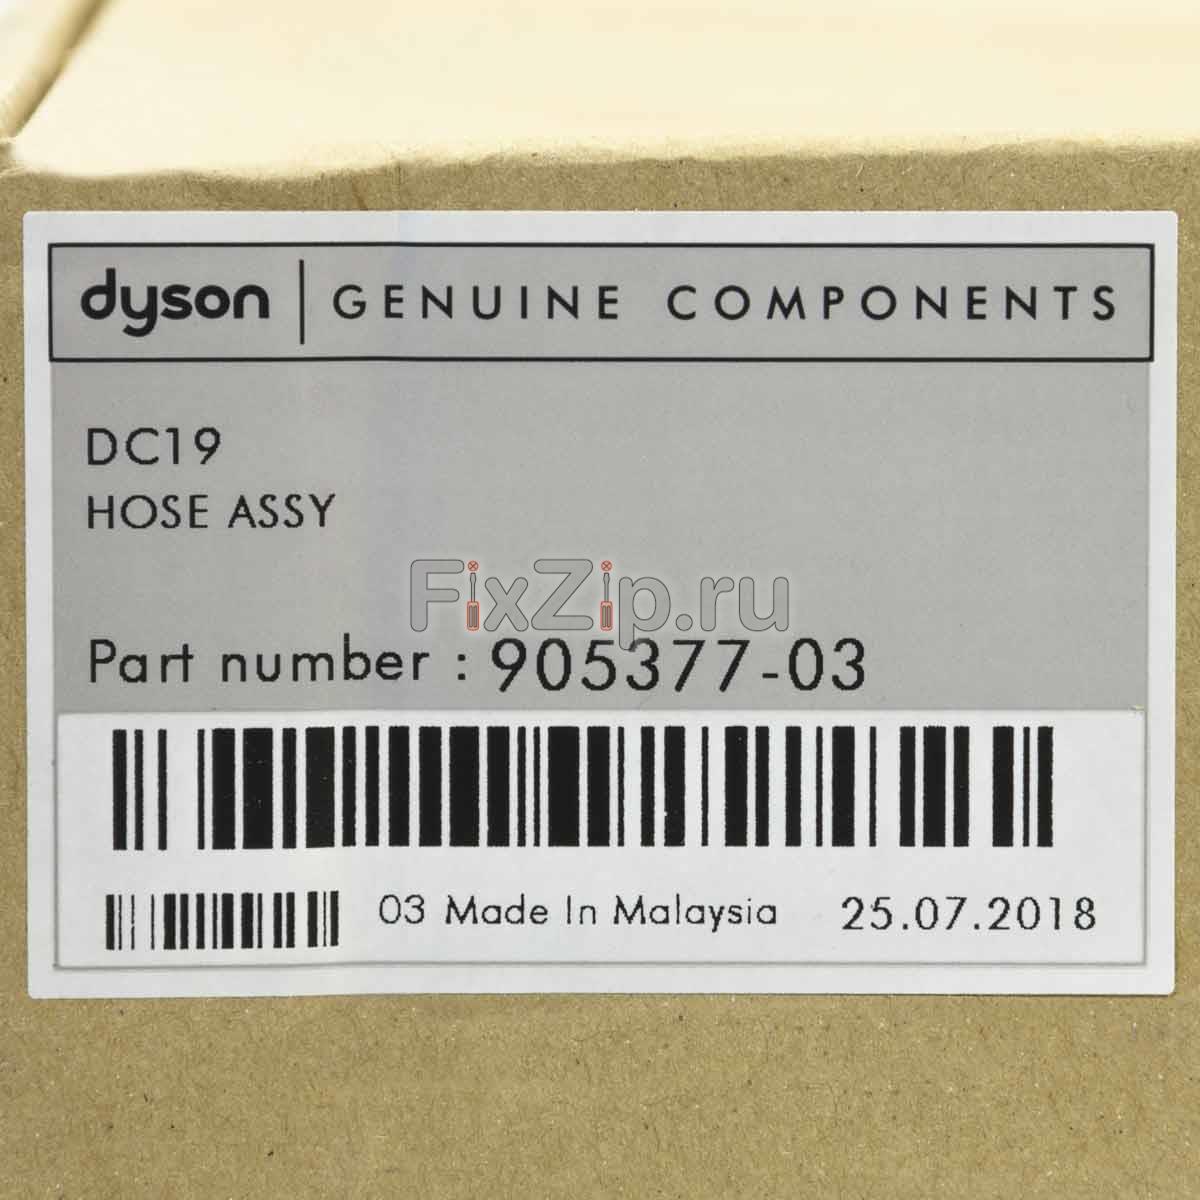 dyson | GENUINE COMPONENTS
DC19
HOSE ASSY
FixZip.ru
Part number : 905377-03
03 Made In Malaysia 25.07.2018